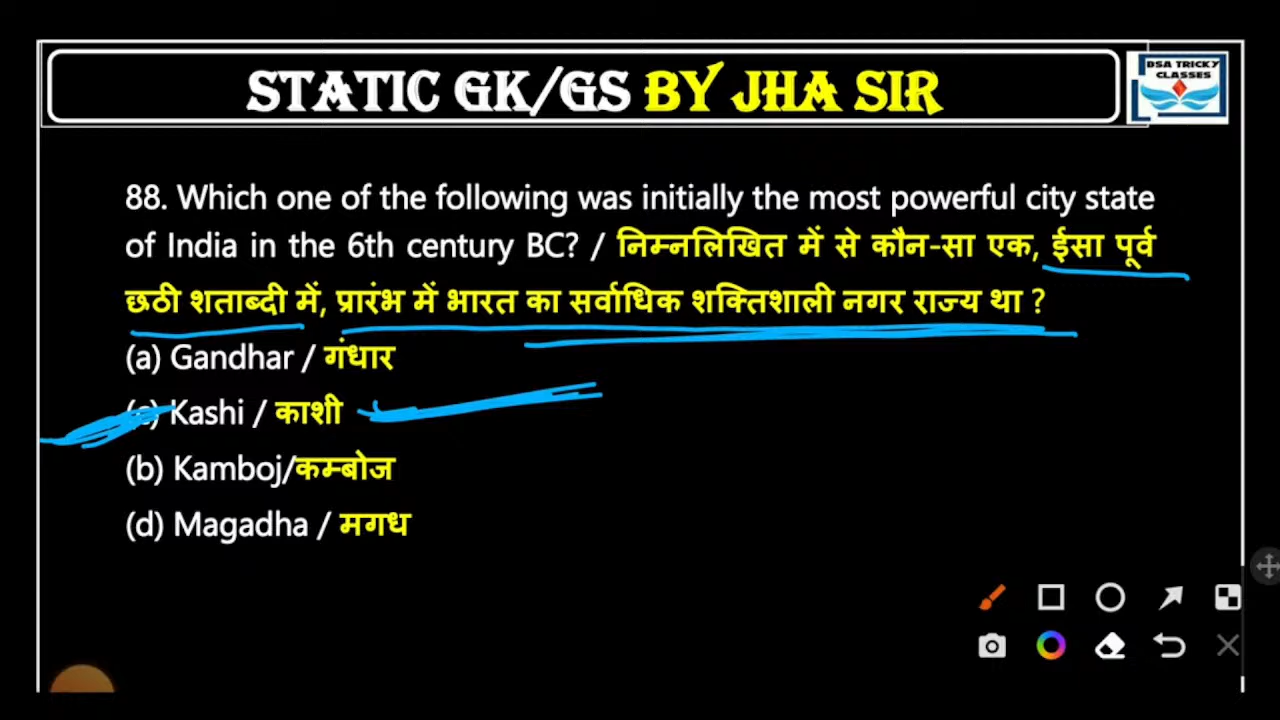 STATIC GK/GS BY JHA SIR
BSA TRICKY
CLASSES
88. Which one of the following was initially the most powerful city state
of India in the 6th century BC? / निम्नलिखित में से कौन-सा एक, ईसा पूर्व
छठी शताब्दी में, प्रारंभ में भारत का सर्वाधिक शक्तिशाली नगर राज्य था ?
(a) Gandhar / गंधार
(c) Kashi / काशी
(b) Kamboj/कम्बोज
(d) Magadha / मगध